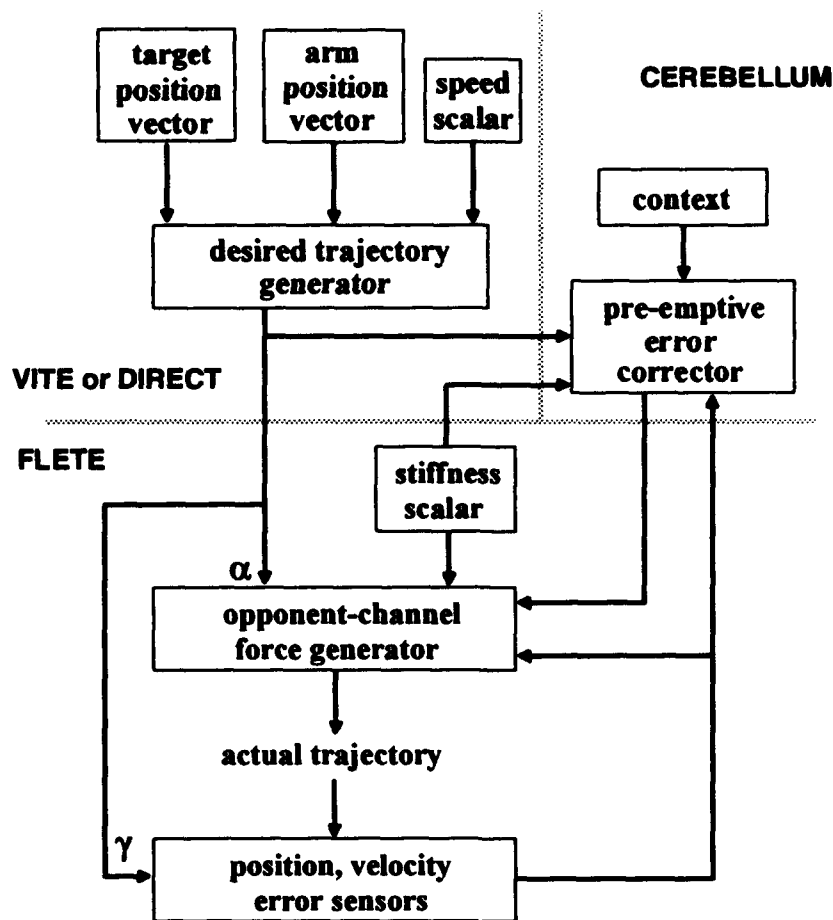 target
position
vector
arm
position
vector
speed
scalar
CEREBELLUM
context
desired trajectory
generator
pre-emptive
error
corrector
VITE or DIRECT
FLETE
stiffness
scalar
α
opponent-channel
force generator
actual trajectory
γ
position, velocity
error sensors